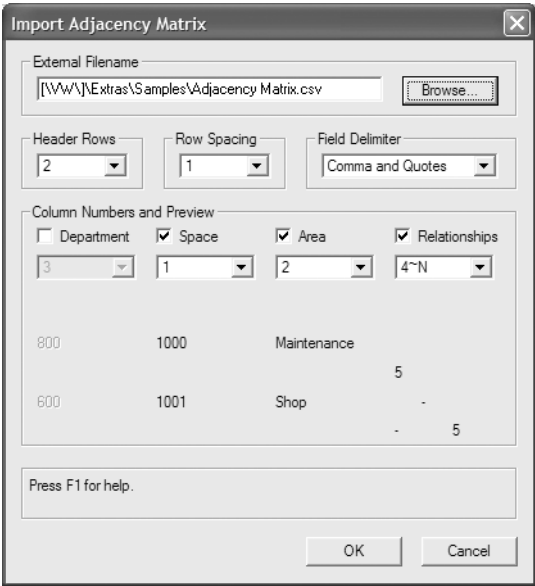 Import Adjacency Matrix
External Filename
[\VW\]\Extras\Samples\Adjacency Matrix.csv Browse...
Header Rows Row Spacing Field Delimiter
2 1 Comma and Quotes
Column Numbers and Preview
Department Space Area Relationships
3 1 2 4~N
800 1000 Maintenance
5
600 1001 Shop -
- 5
Press F1 for help.
OK Cancel